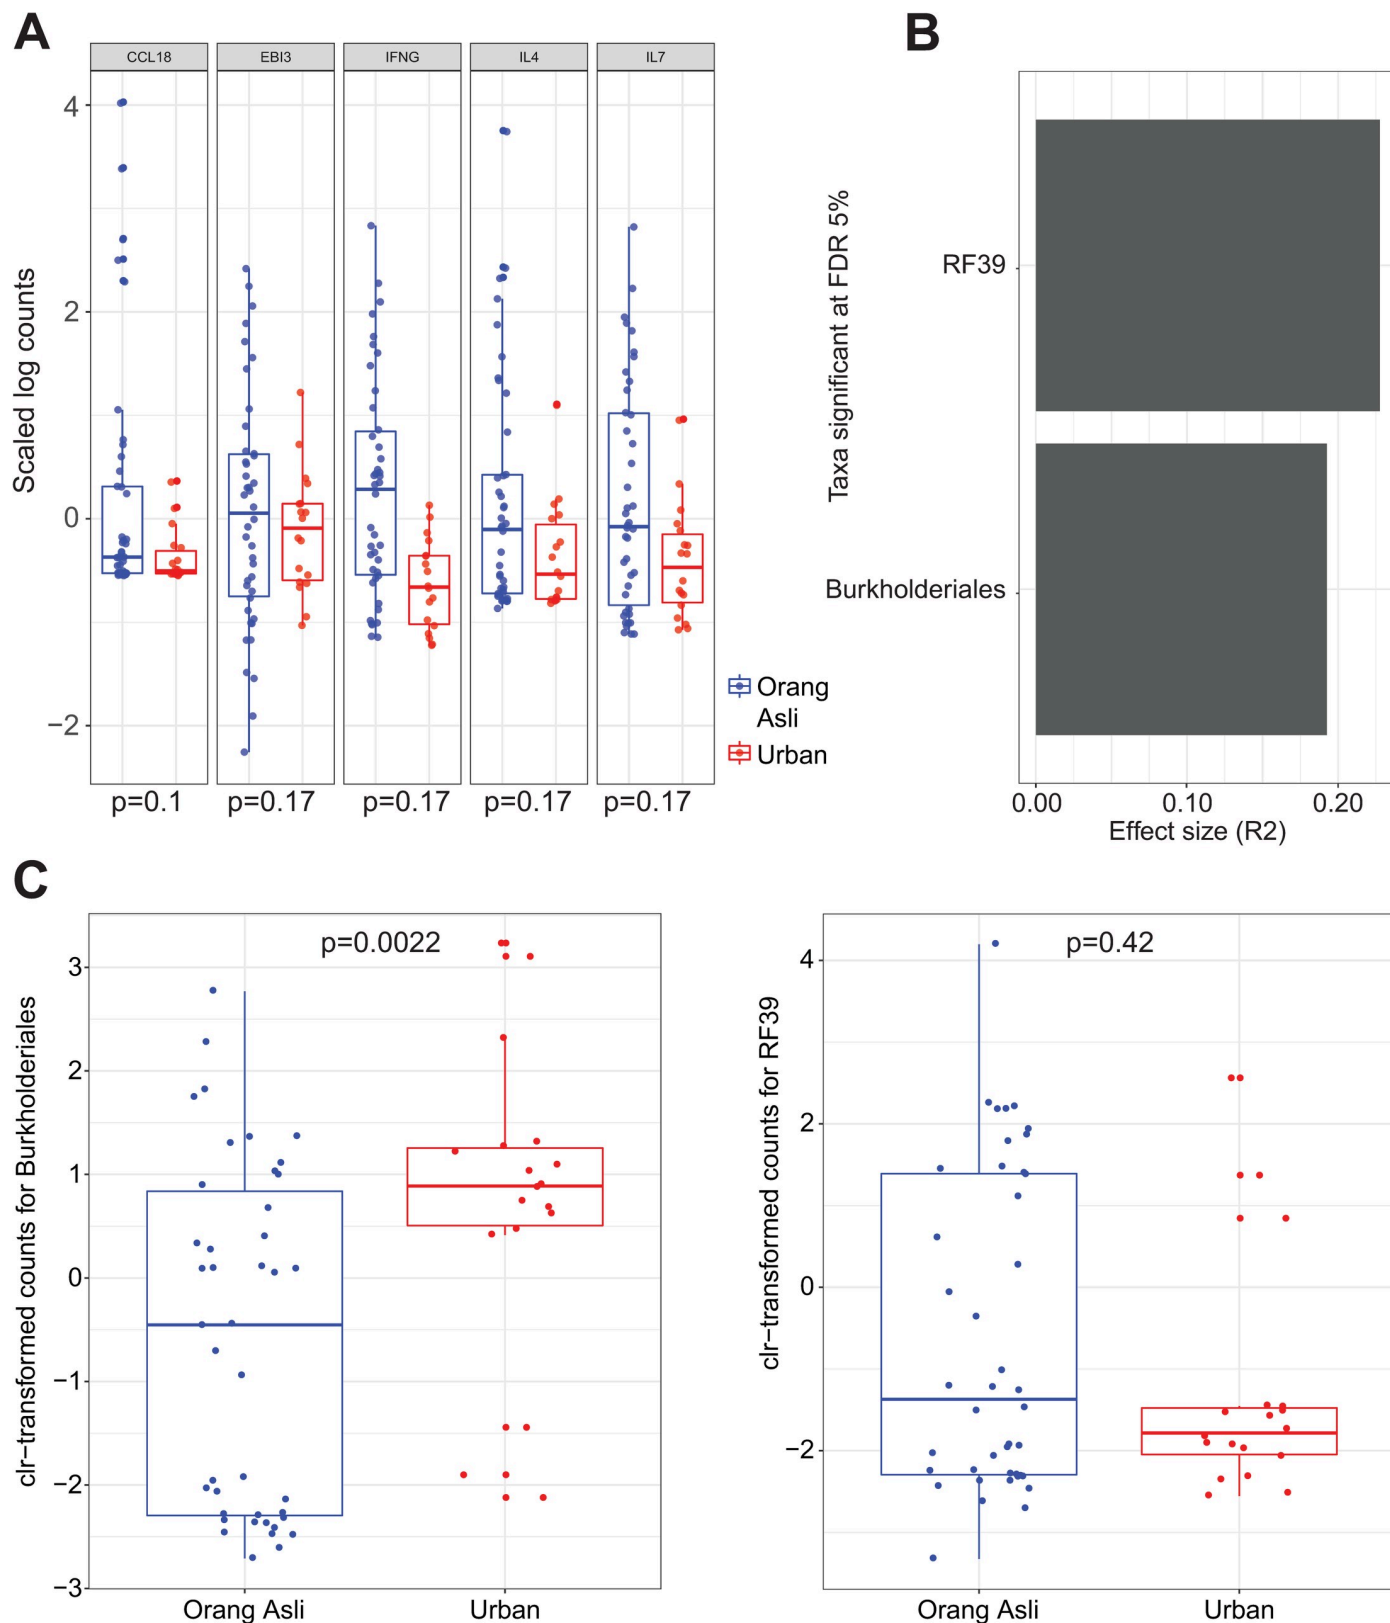 A
CCL18 EBI3 IFNG IL4 IL7
Scaled log counts
4
2
0
−2
p=0.1 p=0.17 p=0.17 p=0.17 p=0.17
Orang
Asli
Urban
B
Taxa significant at FDR 5%
RF39
Burkholderiales
0.00 0.10 0.20
Effect size (R2)
C
clr−transformed counts for Burkholderiales
p=0.0022
3
2
1
0
−1
−2
−3
Orang Asli Urban
clr−transformed counts for RF39
p=0.42
4
2
0
−2
Orang Asli Urban